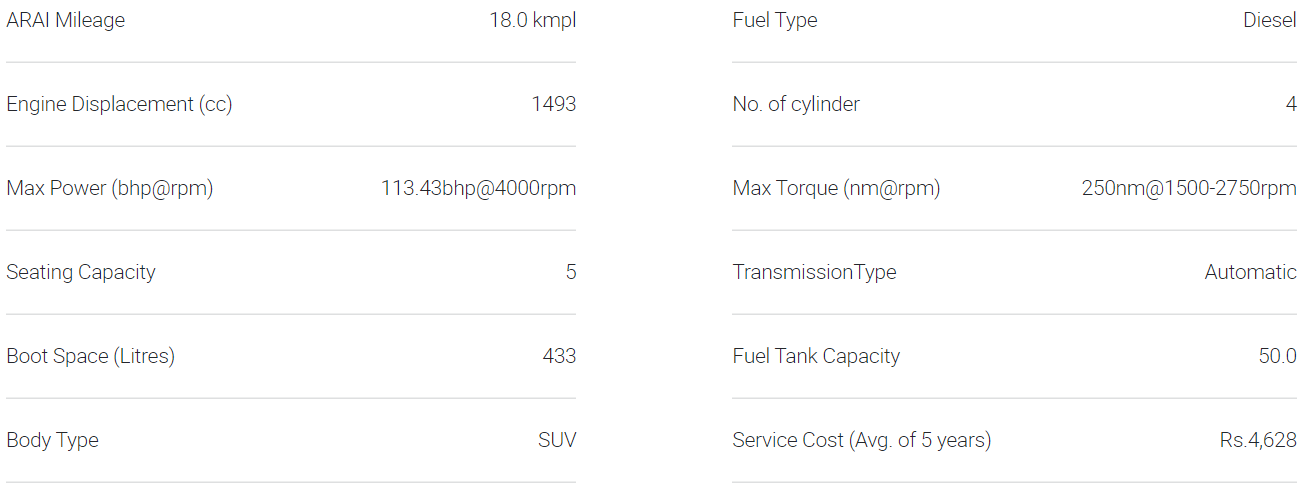 ARAI Mileage 18.0 kmpl Fuel Type Diesel
Engine Displacement (cc) 1493 No. of cylinder 4
Max Power (bhp@rpm) 113.43bhp@4000rpm Max Torque (nm@rpm) 250nm@1500-2750rpm
Seating Capacity 5 TransmissionType Automatic
Boot Space (Litres) 433 Fuel Tank Capacity 50.0
Body Type SUV Service Cost (Avg. of 5 years) Rs.4,628